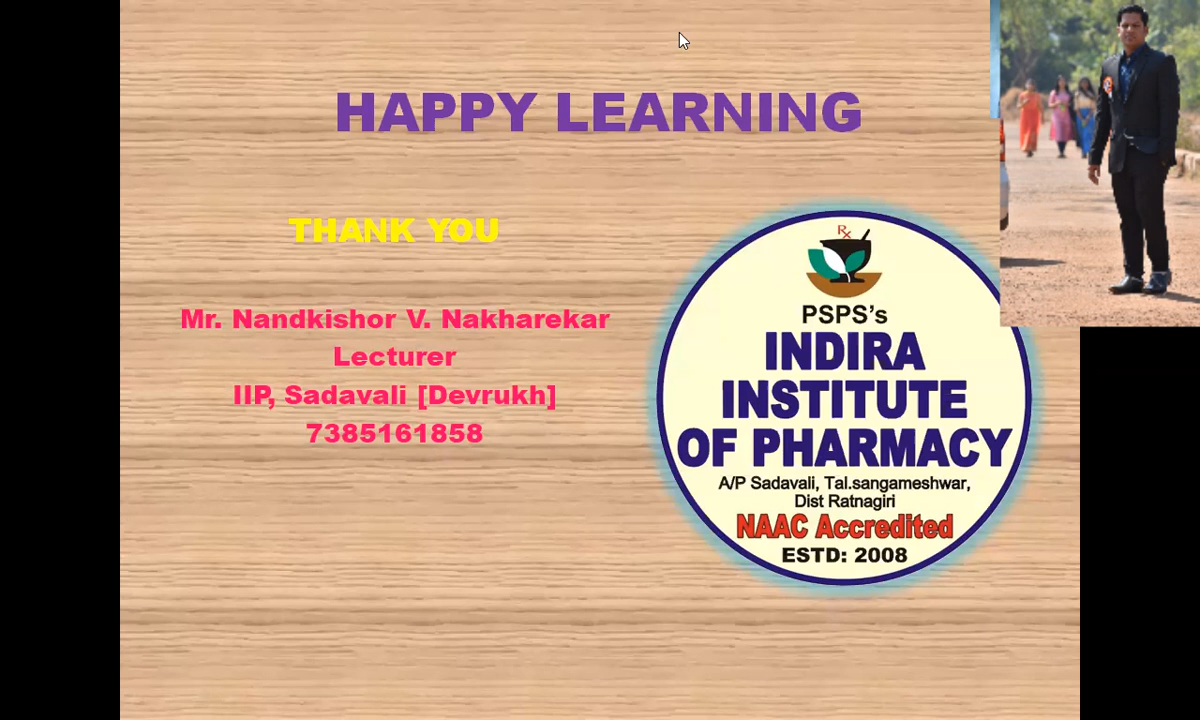 HAPPY LEARNING
THANK YOU
Mr. Nandkishor V. Nakharekar
Lecturer
IIP, Sadavali [Devrukh]
7385161858
Rx
PSPS's
INDIRA
INSTITUTE
OF PHARMACY
A/P Sadavali, Tal.sangameshwar,
Dist Ratnagiri
NAAC Accredited
ESTD: 2008